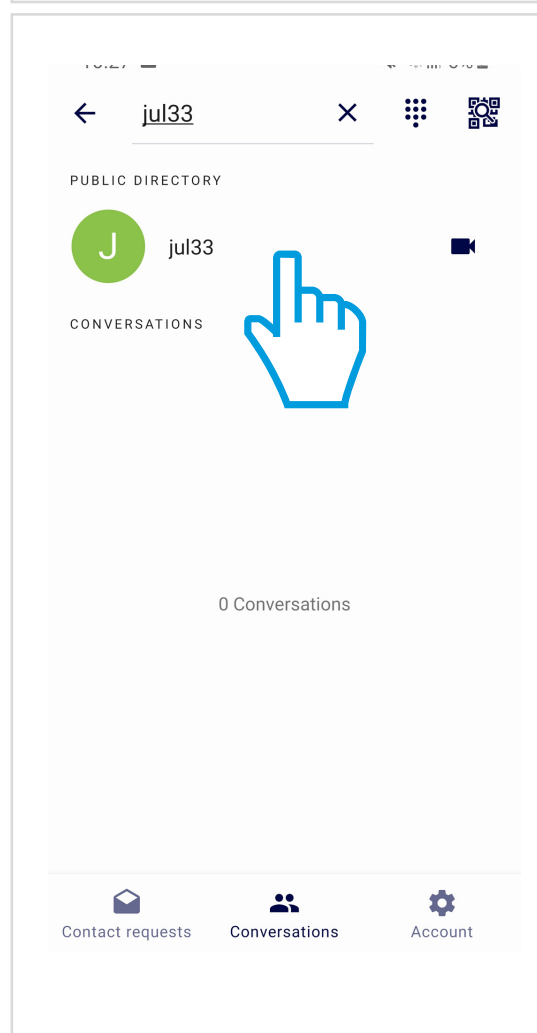 jul33
PUBLIC DIRECTORY
J
jul33
CONVERSATIONS
0 Conversations
Contact requests
Conversations
Account